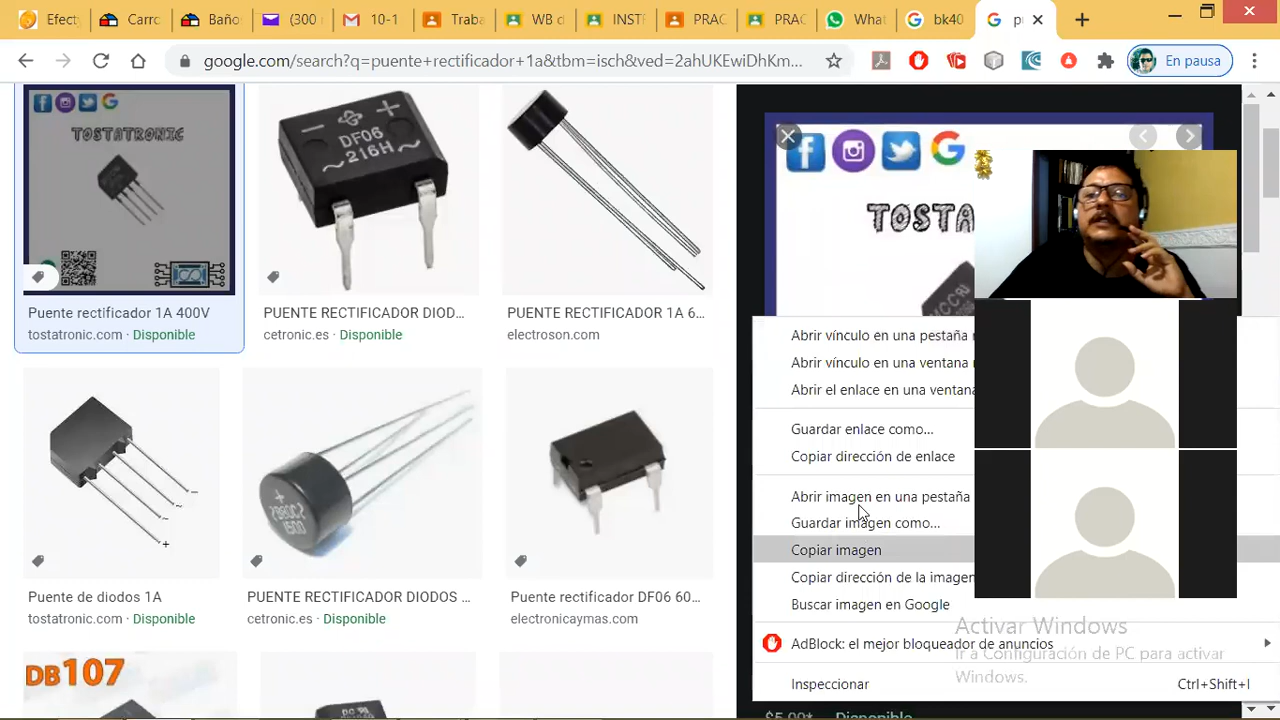 Efect
Carro
Baño
(300
10-1
Traba
WB d
INSTI
PRAC
PRAC
What
bk40
pu
google.com/search?q=puente+rectificador+1a&tbm=isch&ved=2ahUKEwiDhKm...
En pausa
TOSTATRONIC
DF06
216H
TOSTA
Puente rectificador 1A 400V
tostatronic.com · Disponible
PUENTE RECTIFICADOR DIOD...
cetronic.es · Disponible
PUENTE RECTIFICADOR 1A 6...
electroson.com
Abrir vínculo en una pestaña
Abrir vínculo en una ventana
Abrir el enlace en una ventana
Guardar enlace como...
Copiar dirección de enlace
Abrir imagen en una pestaña
Guardar imagen como...
Copiar imagen
Copiar dirección de la imagen
Buscar imagen en Google
AdBlock: el mejor bloqueador de anuncios
Inspeccionar Ctrl+Shift+I
Puente de diodos 1A
tostatronic.com · Disponible
PUENTE RECTIFICADOR DIODOS ...
cetronic.es · Disponible
Puente rectificador DF06 60...
electronicaymas.com
Activar Windows
Ir a Configuración de PC para activar
Windows.
DB107
$5.00* · Disponible